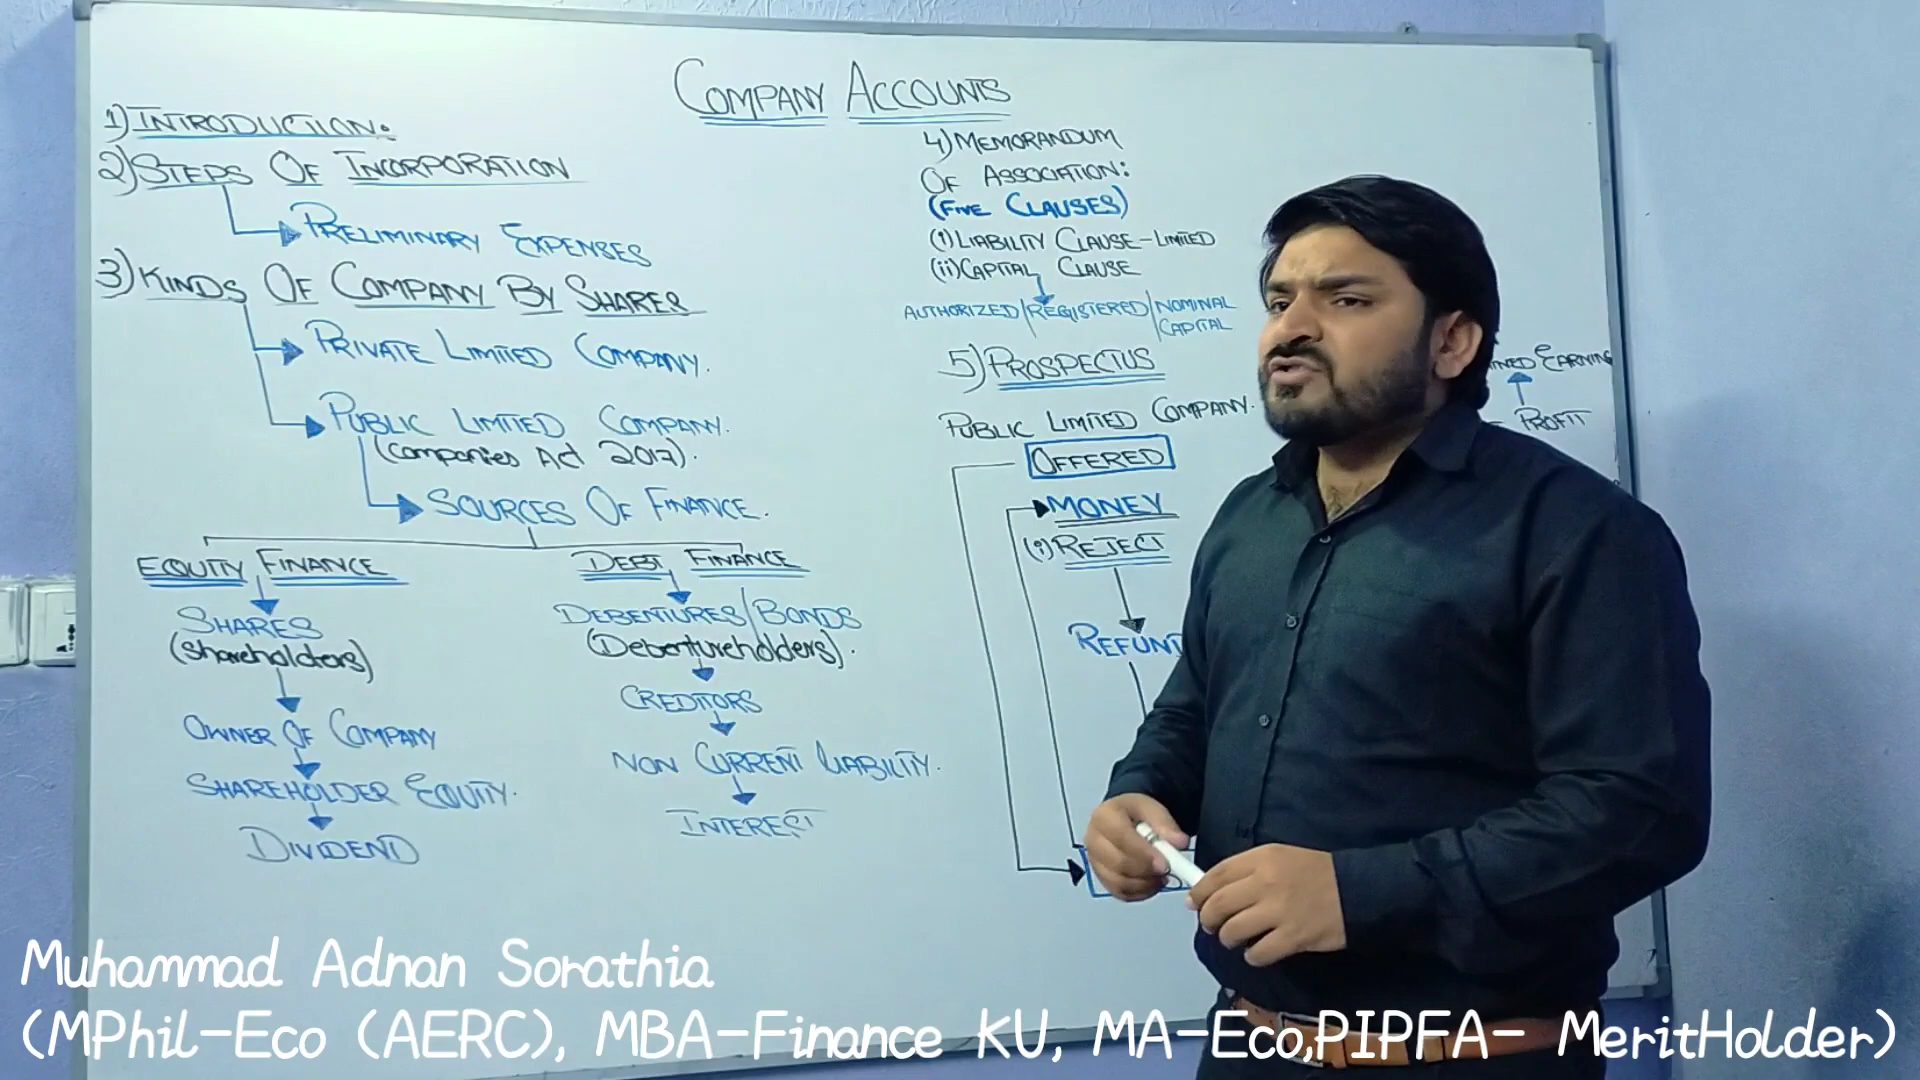 COMPANY ACCOUNTS
1) INTRODUCTION:
2) STEPS OF INCORPORATION
PRELIMINARY EXPENSES
3) KINDS OF COMPANY BY SHARES
PRIVATE LIMITED COMPANY.
PUBLIC LIMITED COMPANY.
(Companies Act 2017).
SOURCES OF FINANCE.
EQUITY FINANCE
SHARES
(Shareholders)
OWNER OF COMPANY
SHAREHOLDER EQUITY.
DIVIDEND
DEBT FINANCE
DEBENTURES/BONDS
(Debentureholders).
CREDITORS
NON CURRENT LIABILITY.
INTEREST
4) MEMORANDUM
OF ASSOCIATION:
(FIVE CLAUSES)
(i) LIABILITY CLAUSE-LIMITED
(ii) CAPITAL CLAUSE
AUTHORIZED/REGISTERED/NOMINAL
CAPITAL
5) PROSPECTUS
PUBLIC LIMITED COMPANY.
OFFERED
MONEY
(i) REJECT
REFUND
EARNING
- PROFIT
Muhammad Adnan Sorathia
(MPhil-Eco (AERC), MBA-Finance KU, MA-Eco,PIPFA- MeritHolder)